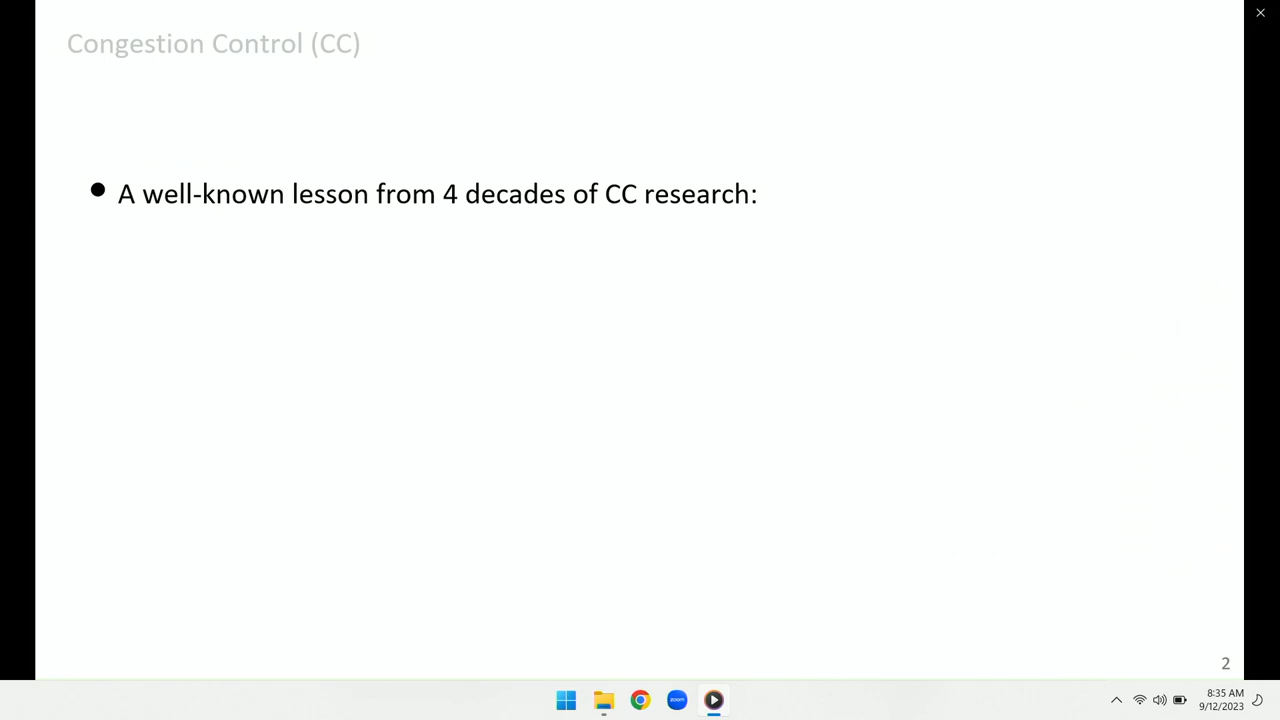 Congestion Control (CC)
● A well-known lesson from 4 decades of CC research:
2
zoom
8:35 AM
9/12/2023